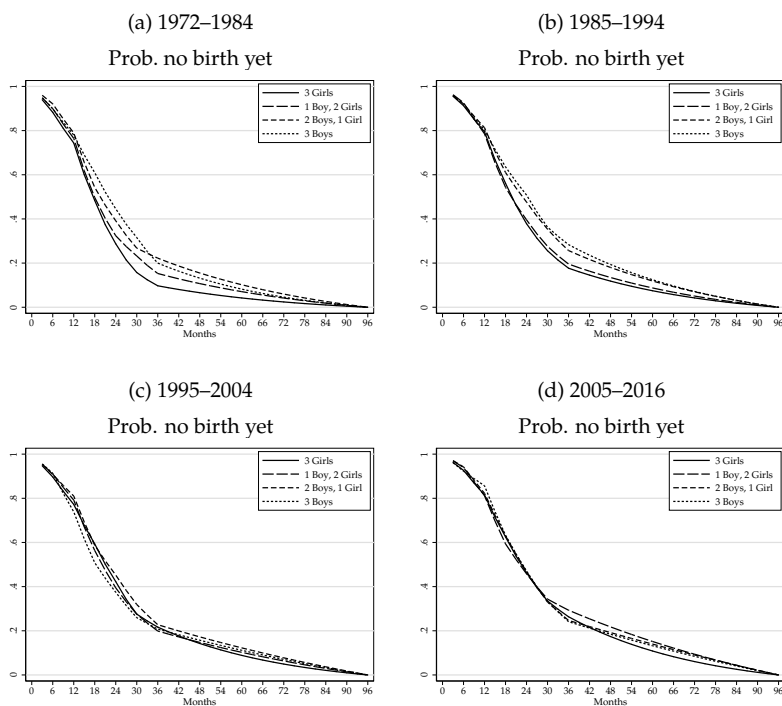 (a) 1972–1984
Prob. no birth yet
3 Girls
1 Boy, 2 Girls
2 Boys, 1 Girl
3 Boys
1
.8
.6
.4
.2
0
0 6 12 18 24 30 36 42 48 54 60 66 72 78 84 90 96
Months
(b) 1985–1994
Prob. no birth yet
3 Girls
1 Boy, 2 Girls
2 Boys, 1 Girl
3 Boys
1
.8
.6
.4
.2
0
0 6 12 18 24 30 36 42 48 54 60 66 72 78 84 90 96
Months
(c) 1995–2004
Prob. no birth yet
3 Girls
1 Boy, 2 Girls
2 Boys, 1 Girl
3 Boys
1
.8
.6
.4
.2
0
0 6 12 18 24 30 36 42 48 54 60 66 72 78 84 90 96
Months
(d) 2005–2016
Prob. no birth yet
3 Girls
1 Boy, 2 Girls
2 Boys, 1 Girl
3 Boys
1
.8
.6
.4
.2
0
0 6 12 18 24 30 36 42 48 54 60 66 72 78 84 90 96
Months